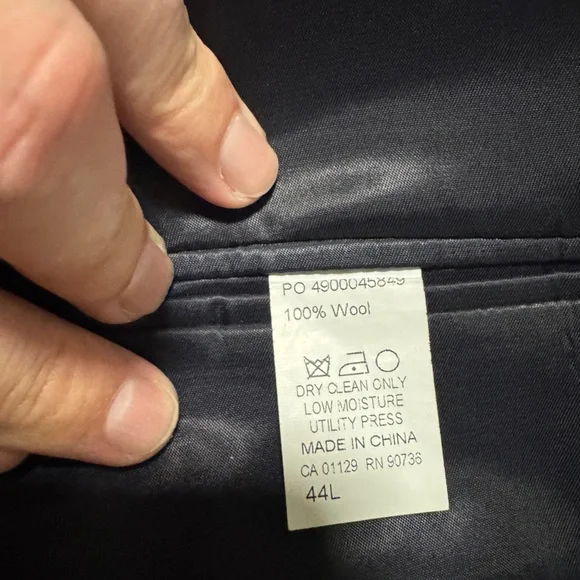 PO 4900045849
100% Wool
DRY CLEAN ONLY
LOW MOISTURE
UTILITY PRESS
MADE IN CHINA
CA 01129 RN 90736
44L